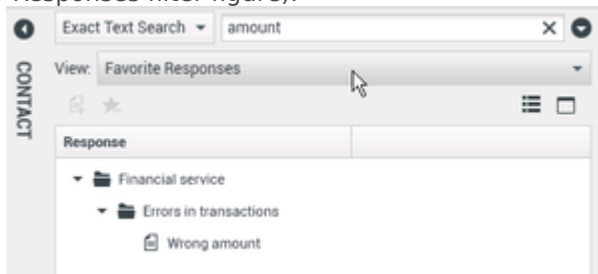 Responses filter figure).
Exact Text Search amount
View: Favorite Responses
CONTACT
Response
Financial service
Errors in transactions
Wrong amount